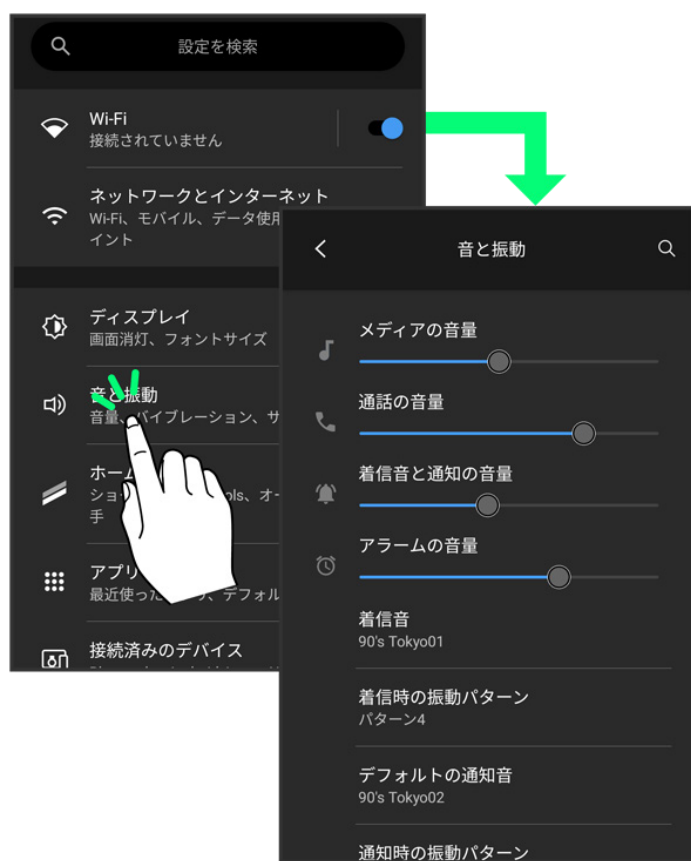 設定を検索
Wi-Fi
接続されていません
ネットワークとインターネット
Wi-Fi、モバイル、データ使用
イント
ディスプレイ
画面消灯、フォントサイズ
音と振動
音量、バイブレーション、サ
ホーム
ショ
ols、オー
手
アプリ
最近使った
、デフォル
接続済みのデバイス
音と振動
メディアの音量
通話の音量
着信音と通知の音量
アラームの音量
着信音
90's Tokyo01
着信時の振動パターン
パターン4
デフォルトの通知音
90's Tokyo02
通知時の振動パターン